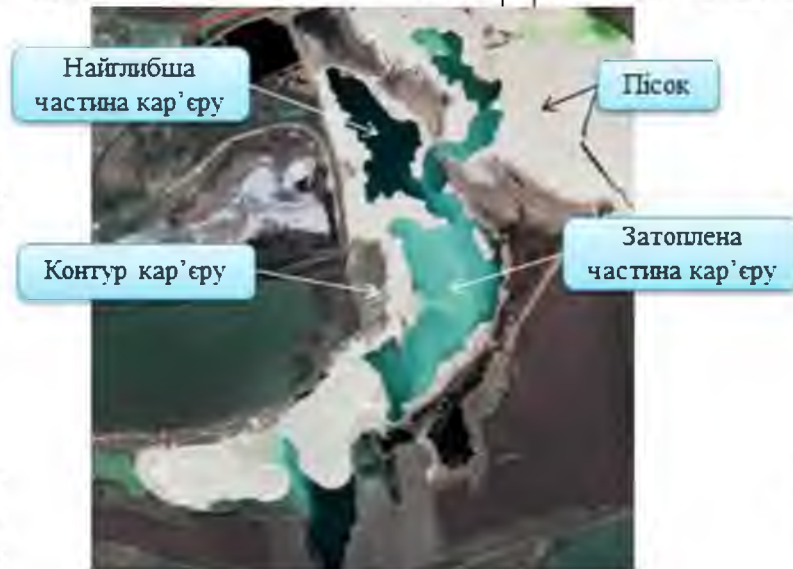 Найглибша
частина кар’єру
Пісок
Контур кар’єру
Затоплена
частина кар’єру